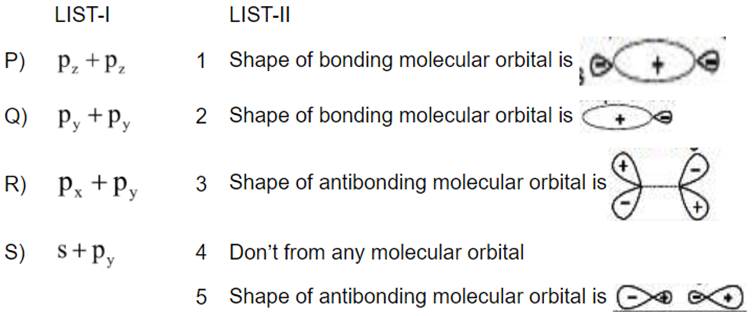 LIST-I LIST-II
P) p_z + p_z 1 Shape of bonding molecular orbital is - + -
Q) p_y + p_y 2 Shape of bonding molecular orbital is + -
R) p_x + p_y 3 Shape of antibonding molecular orbital is + - - +
S) s + p_y 4 Don't from any molecular orbital
5 Shape of antibonding molecular orbital is - + - +